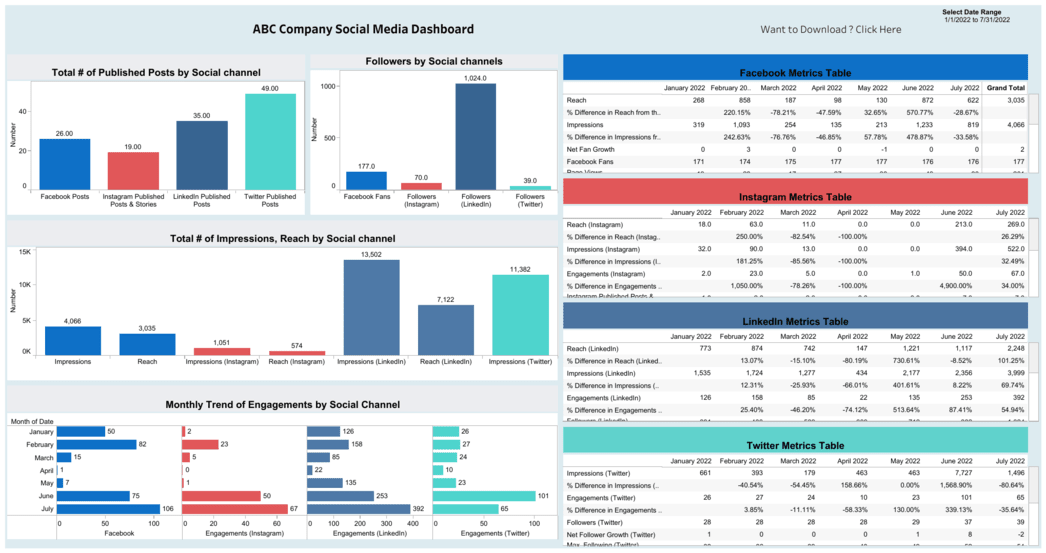 ABC Company Social Media Dashboard
Want to Download ? Click Here
Select Date Range
1/1/2022 to 7/31/2022
Total # of Published Posts by Social channel
Number
40
20
0
26.00
19.00
35.00
49.00
Facebook Posts
Instagram Published
Posts & Stories
LinkedIn Published
Posts
Twitter Published
Posts
Followers by Social channels
Number
1000
500
0
177.0
70.0
1,024.0
39.0
Facebook Fans
Followers
(Instagram)
Followers
(LinkedIn)
Followers
(Twitter)
Total # of Impressions, Reach by Social channel
Number
15K
10K
5K
0K
4,066
3,035
1,051
574
13,502
7,122
11,382
Impressions
Reach
Impressions (Instagram)
Reach (Instagram)
Impressions (LinkedIn)
Reach (LinkedIn)
Impressions (Twitter)
Monthly Trend of Engagements by Social Channel
Month of Date
January 50 2 126 26
February 82 23 158 27
March 15 5 85 24
April 1 0 22 10
May 7 1 135 23
June 75 50 253 101
July 106 67 392 65
0 50 100 0 20 40 60 0 100 200 300 400 0 50 100
Facebook Engagements (Instagram) Engagements (LinkedIn) Engagements (Twitter)
Facebook Metrics Table
January 2022 February 20.. March 2022 April 2022 May 2022 June 2022 July 2022 Grand Total
Reach 268 858 187 98 130 872 622 3,035
% Difference in Reach from th.. 220.15% -78.21% -47.59% 32.65% 570.77% -28.67%
Impressions 319 1,093 254 135 213 1,233 819 4,066
% Difference in Impressions fr.. 242.63% -76.76% -46.85% 57.78% 478.87% -33.58%
Net Fan Growth 0 3 0 0 -1 0 0 2
Facebook Fans 171 174 175 177 177 176 176 177
Page Views
Instagram Metrics Table
January 2022 February 2022 March 2022 April 2022 May 2022 June 2022 July 2022
Reach (Instagram) 18.0 63.0 11.0 0.0 0.0 213.0 269.0
% Difference in Reach (Instag.. 250.00% -82.54% -100.00% 26.29%
Impressions (Instagram) 32.0 90.0 13.0 0.0 0.0 394.0 522.0
% Difference in Impressions (I.. 181.25% -85.56% -100.00% 32.49%
Engagements (Instagram) 2.0 23.0 5.0 0.0 1.0 50.0 67.0
% Difference in Engagements .. 1,050.00% -78.26% -100.00% 4,900.00% 34.00%
Instagram Published Posts &
LinkedIn Metrics Table
January 2022 February 2022 March 2022 April 2022 May 2022 June 2022 July 2022
Reach (LinkedIn) 773 874 742 147 1,221 1,117 2,248
% Difference in Reach (Linked.. 13.07% -15.10% -80.19% 730.61% -8.52% 101.25%
Impressions (LinkedIn) 1,535 1,724 1,277 434 2,177 2,356 3,999
% Difference in Impressions (.. 12.31% -25.93% -66.01% 401.61% 8.22% 69.74%
Engagements (LinkedIn) 126 158 85 22 135 253 392
% Difference in Engagements .. 25.40% -46.20% -74.12% 513.64% 87.41% 54.94%
Followers (LinkedIn)
Twitter Metrics Table
January 2022 February 2022 March 2022 April 2022 May 2022 June 2022 July 2022
Impressions (Twitter) 661 393 179 463 463 7,727 1,496
% Difference in Impressions (.. -40.54% -54.45% 158.66% 0.00% 1,568.90% -80.64%
Engagements (Twitter) 26 27 24 10 23 101 65
% Difference in Engagements .. 3.85% -11.11% -58.33% 130.00% 339.13% -35.64%
Followers (Twitter) 28 28 28 28 29 37 39
Net Follower Growth (Twitter) 1 0 0 0 1 8 -2
Max. Following (Twitter)